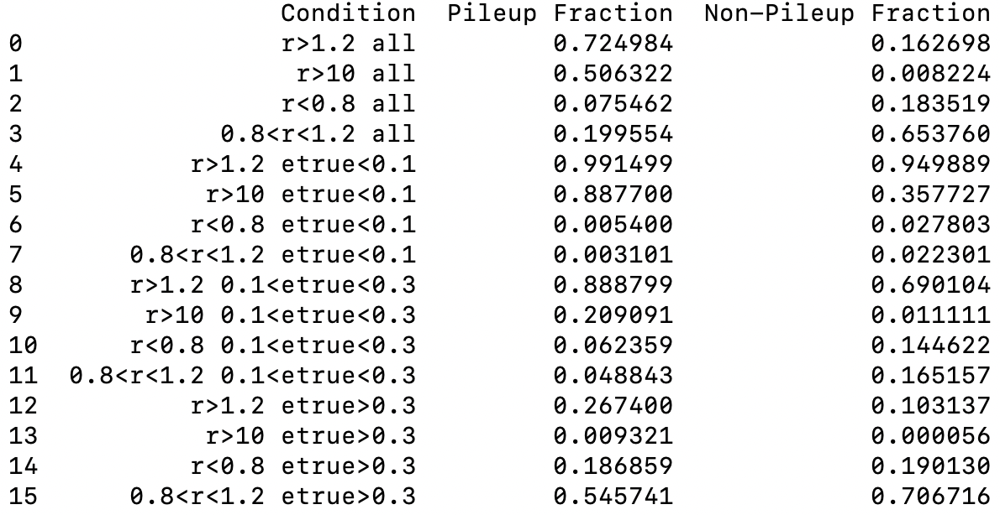 Condition Pileup Fraction Non-Pileup Fraction
0 r>1.2 all 0.724984 0.162698
1 r>10 all 0.506322 0.008224
2 r<0.8 all 0.075462 0.183519
3 0.8<r<1.2 all 0.199554 0.653760
4 r>1.2 etrue<0.1 0.991499 0.949889
5 r>10 etrue<0.1 0.887700 0.357727
6 r<0.8 etrue<0.1 0.005400 0.027803
7 0.8<r<1.2 etrue<0.1 0.003101 0.022301
8 r>1.2 0.1<etrue<0.3 0.888799 0.690104
9 r>10 0.1<etrue<0.3 0.209091 0.011111
10 r<0.8 0.1<etrue<0.3 0.062359 0.144622
11 0.8<r<1.2 0.1<etrue<0.3 0.048843 0.165157
12 r>1.2 etrue>0.3 0.267400 0.103137
13 r>10 etrue>0.3 0.009321 0.000056
14 r<0.8 etrue>0.3 0.186859 0.190130
15 0.8<r<1.2 etrue>0.3 0.545741 0.706716